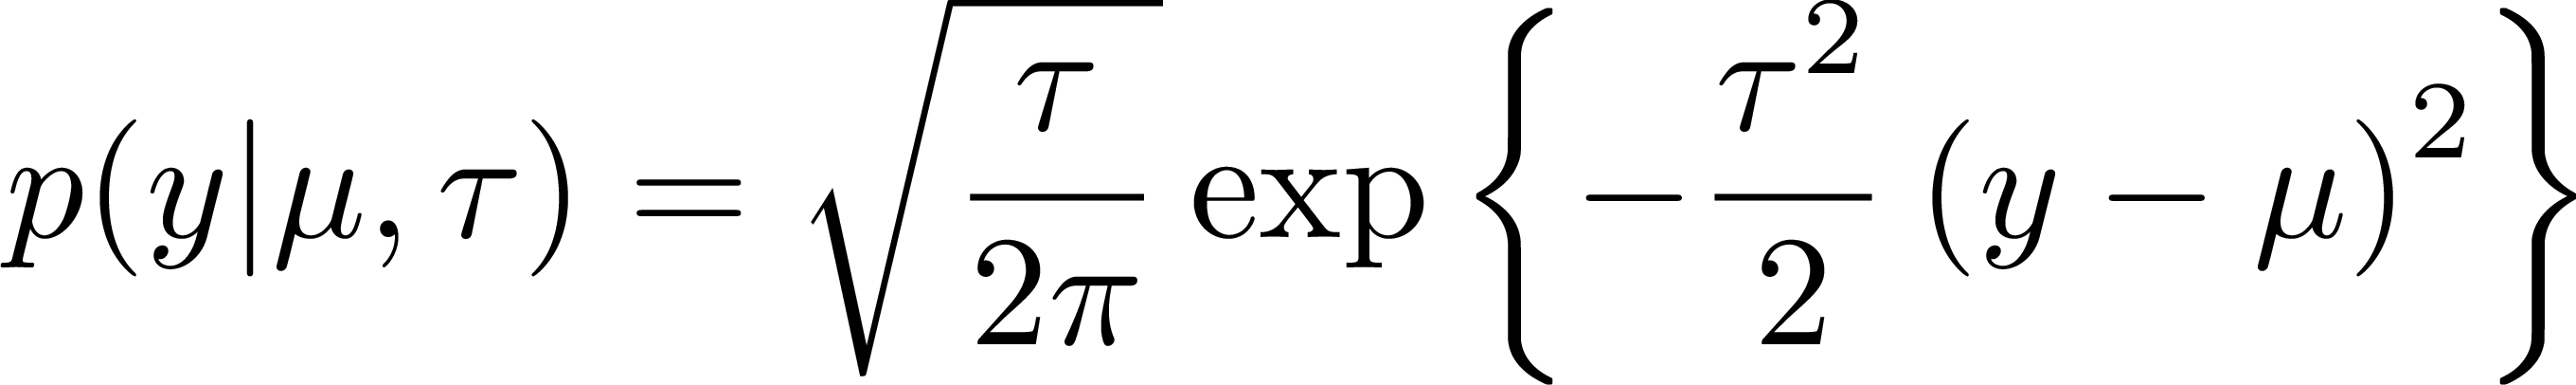 p(y|μ, τ) = √(τ/2π) exp{−τ²/2 (y − μ)²}